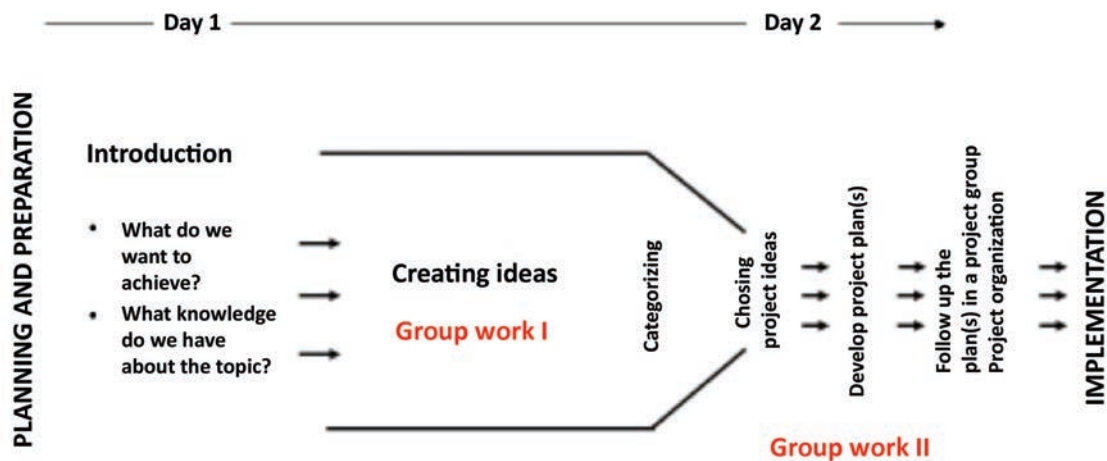 Day 1
Day 2
PLANNING AND PREPARATION
Introduction
• What do we
want to
achieve?
• What knowledge
do we have
about the topic?
Creating ideas
Group work I
Categorizing
Chosing
project ideas
Develop project plan(s)
Follow up the
plan(s) in a project group
Project organization
IMPLEMENTATION
Group work II